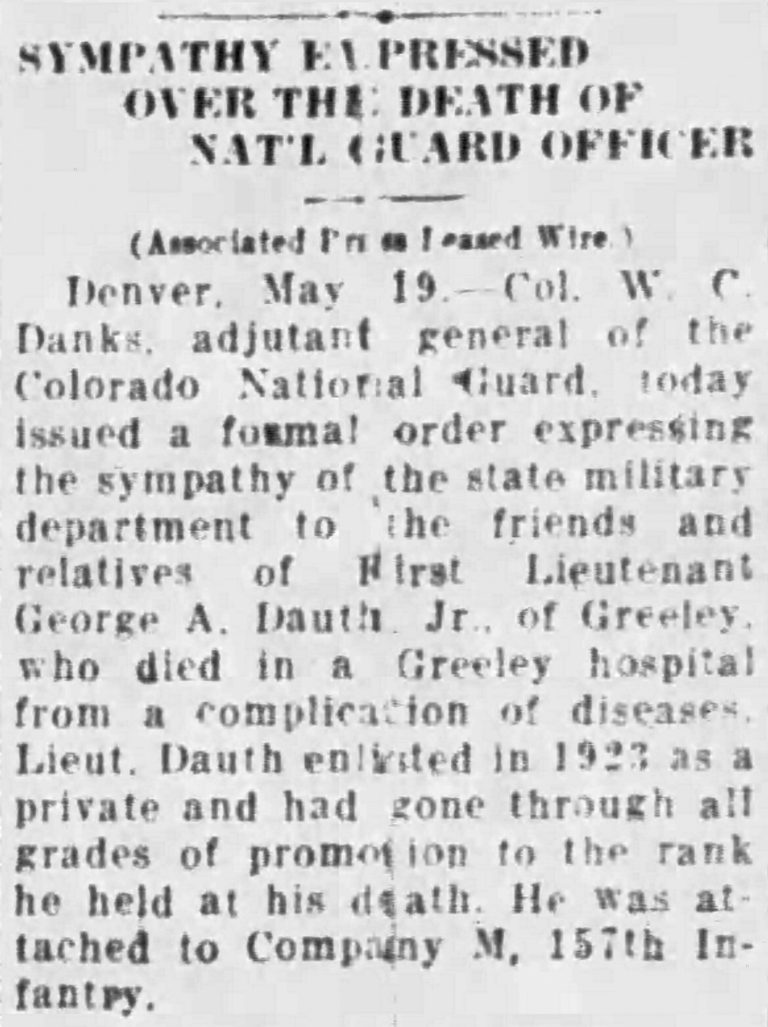 SYMPATHY EXPRESSED
OVER THE DEATH OF
NAT'L GUARD OFFICER
(Associated Press Leased Wire.)
Denver, May 19.—Col. W. C.
Danks, adjutant general of the
Colorado National Guard, today
issued a formal order expressing
the sympathy of the state military
department to the friends and
relatives of First Lieutenant
George A. Dauth Jr., of Greeley,
who died in a Greeley hospital
from a complication of diseases.
Lieut. Dauth enlisted in 1923 as a
private and had gone through all
grades of promotion to the rank
he held at his death. He was at-
tached to Company M, 157th In-
fantry.